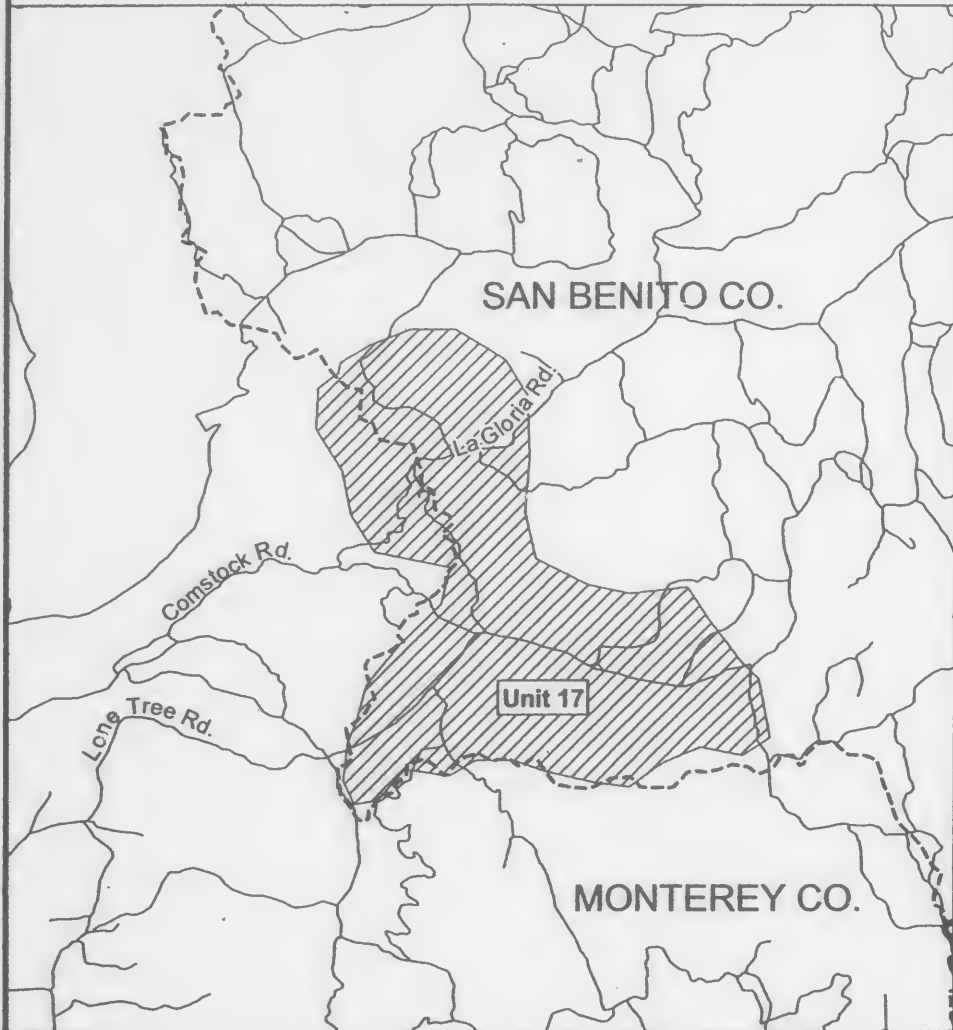 SAN BENITO CO.
La Gloria Rd.
Comstock Rd.
Unit 17
Lone Tree Rd.
MONTEREY CO.